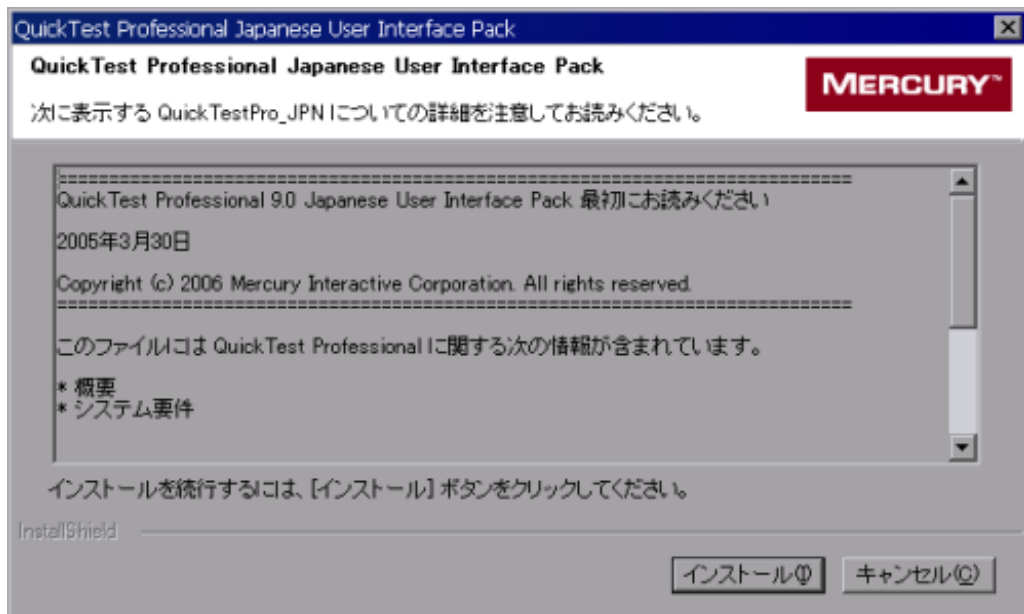 QuickTest Professional Japanese User Interface Pack
QuickTest Professional Japanese User Interface Pack
MERCURY™
次に表示する QuickTestPro_JPN についての詳細を注意してお読みください。
================================================================================
QuickTest Professional 9.0 Japanese User Interface Pack 最初にお読みください
2005年3月30日
Copyright (c) 2006 Mercury Interactive Corporation. All rights reserved.
================================================================================
このファイルには QuickTest Professional に関する次の情報が含まれています。
* 概要
* システム要件
インストールを続行するには、[インストール] ボタンをクリックしてください。
InstallShield
インストール(I)
キャンセル(C)